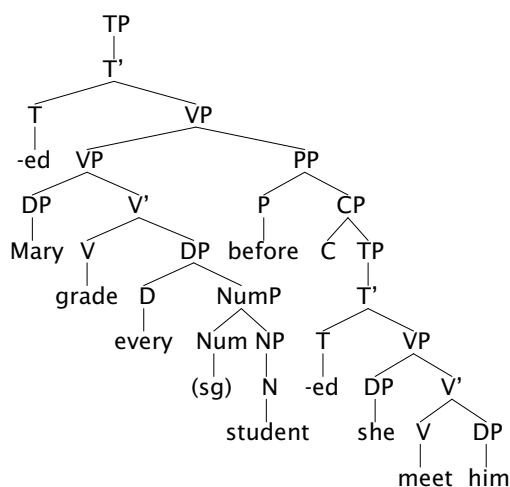 TP
T'
T VP
-ed VP PP
DP V' P CP
Mary V DP before C TP
grade D NumP T'
every Num NP T VP
(sg) N -ed DP V'
student she V DP
meet him